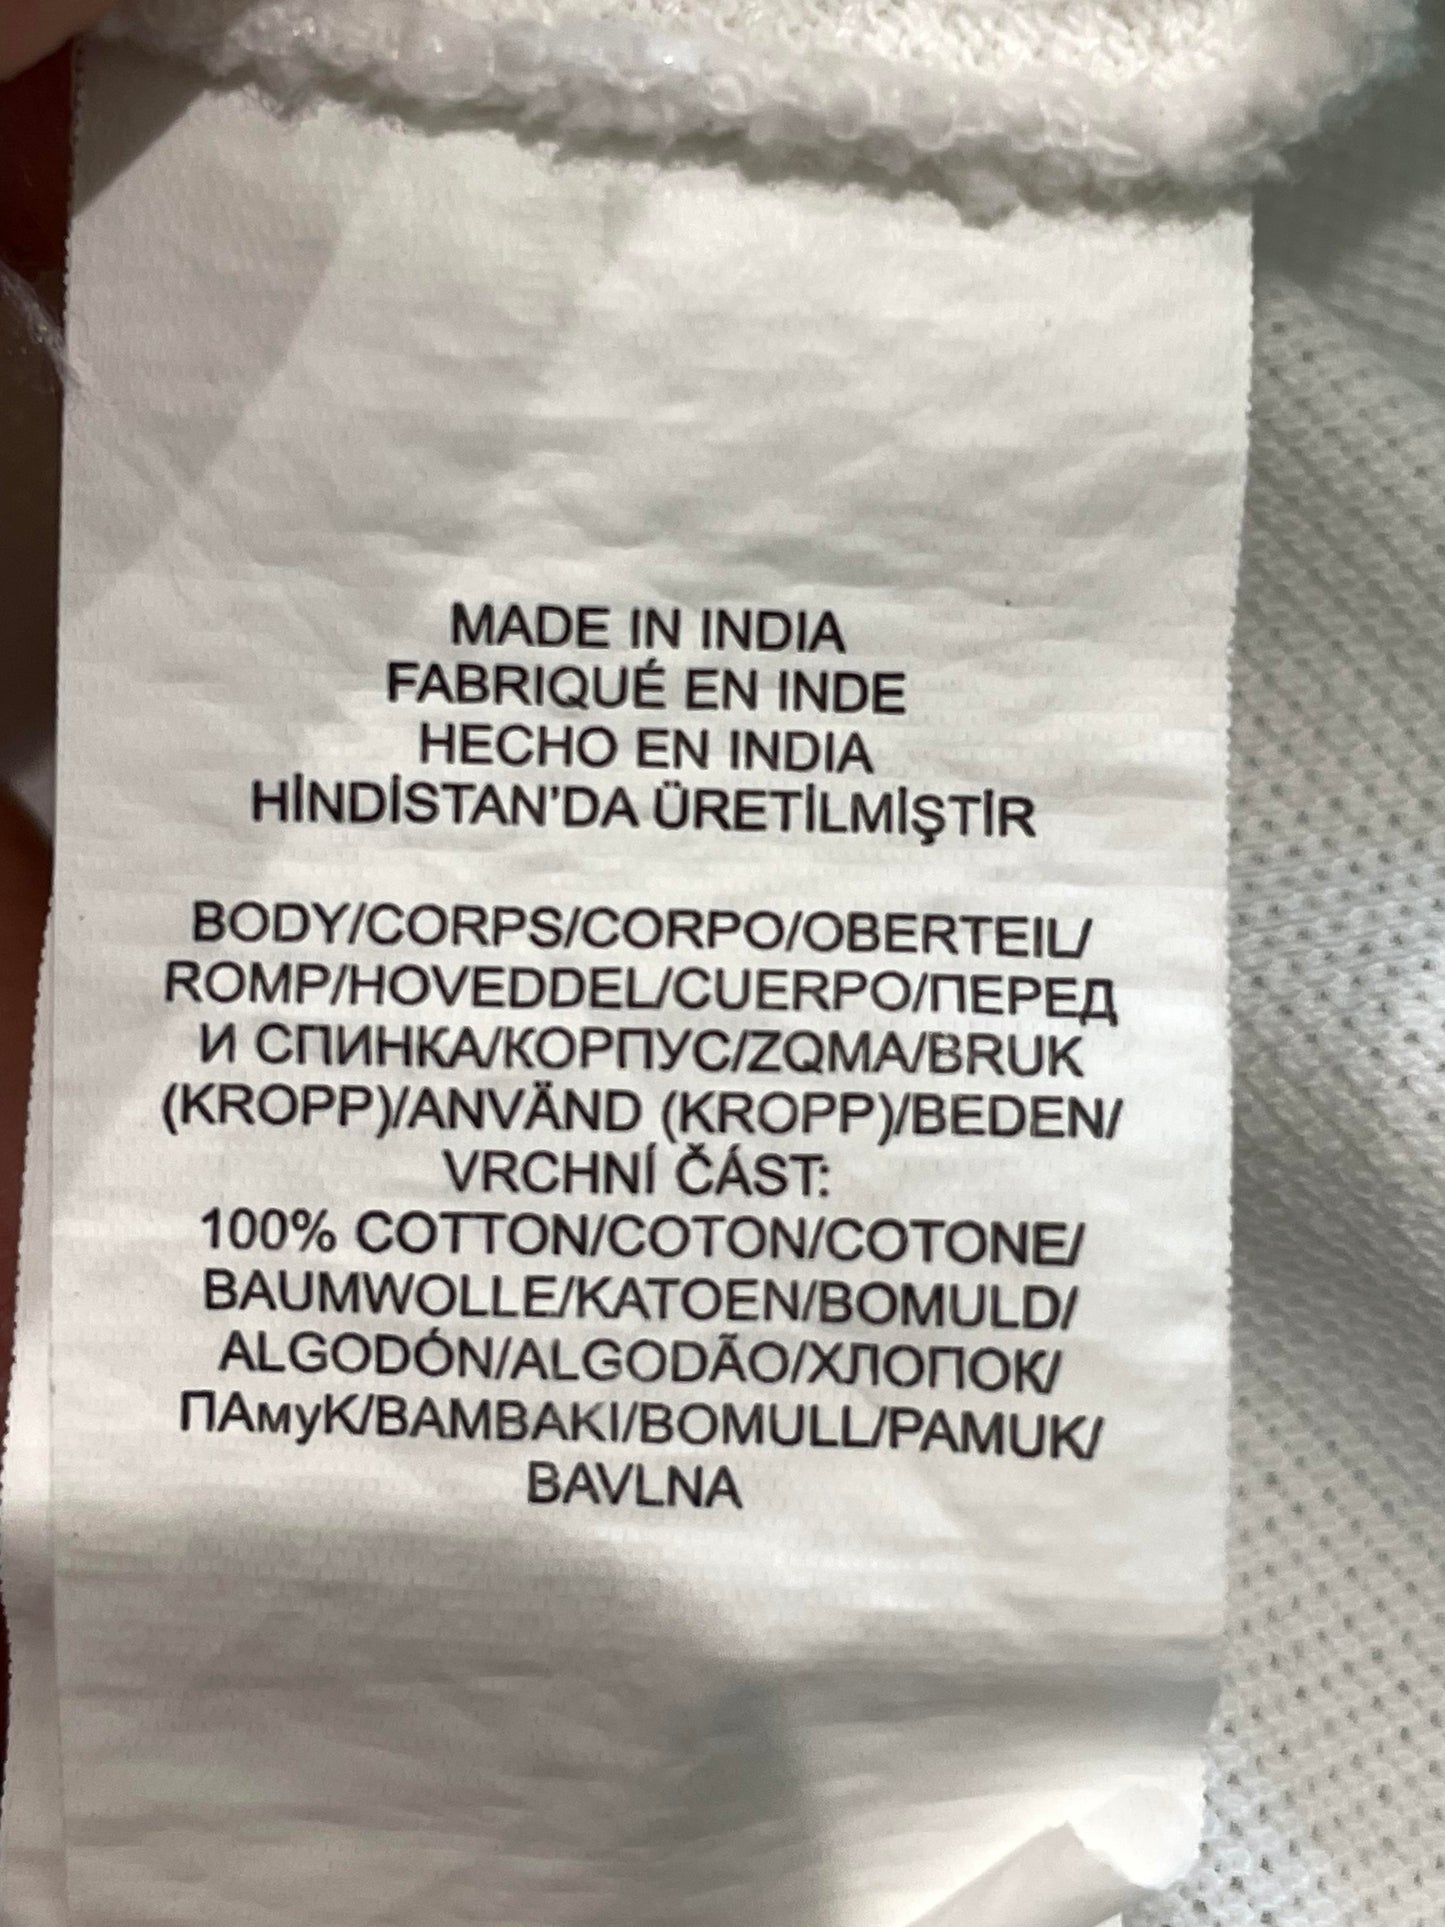 MADE IN INDIA
FABRIQUÉ EN INDE
HECHO EN INDIA
HİNDİSTAN'DA ÜRETİLMİŞTİR
BODY/CORPS/CORPO/OBERTEIL/
ROMP/HOVEDDEL/CUERPO/ПЕРЕД
И СПИНКА/КОРПУС/ZQMA/BRUK
(KROPP)/ANVÄND (KROPP)/BEDEN/
VRCHNÍ ČÁST:
100% COTTON/COTON/COTONE/
BAUMWOLLE/KATOEN/BOMULD/
ALGODÓN/ALGODÃO/ХЛОПОК/
ПАмуК/BAMBAKI/BOMULL/PAMUK/
BAVLNA